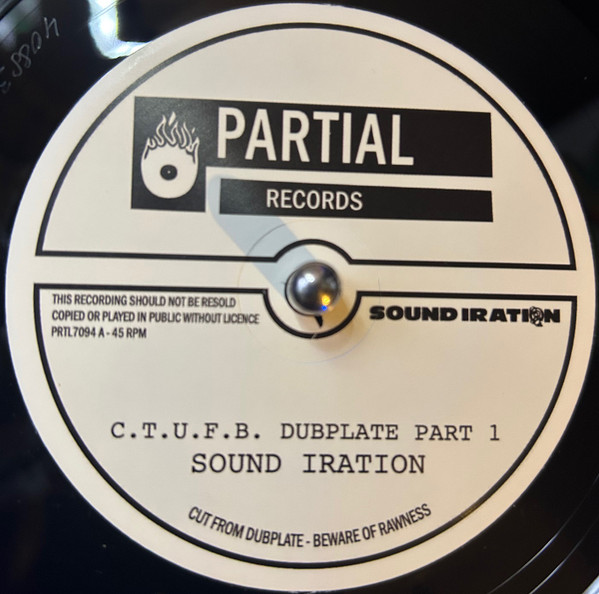 PARTIAL
RECORDS
THIS RECORDING SHOULD NOT BE RESOLD
COPIED OR PLAYED IN PUBLIC WITHOUT LICENCE
PRTL7094 A - 45 RPM
SOUND IRATION
C.T.U.F.B. DUBPLATE PART 1
SOUND IRATION
CUT FROM DUBPLATE - BEWARE OF RAWNESS